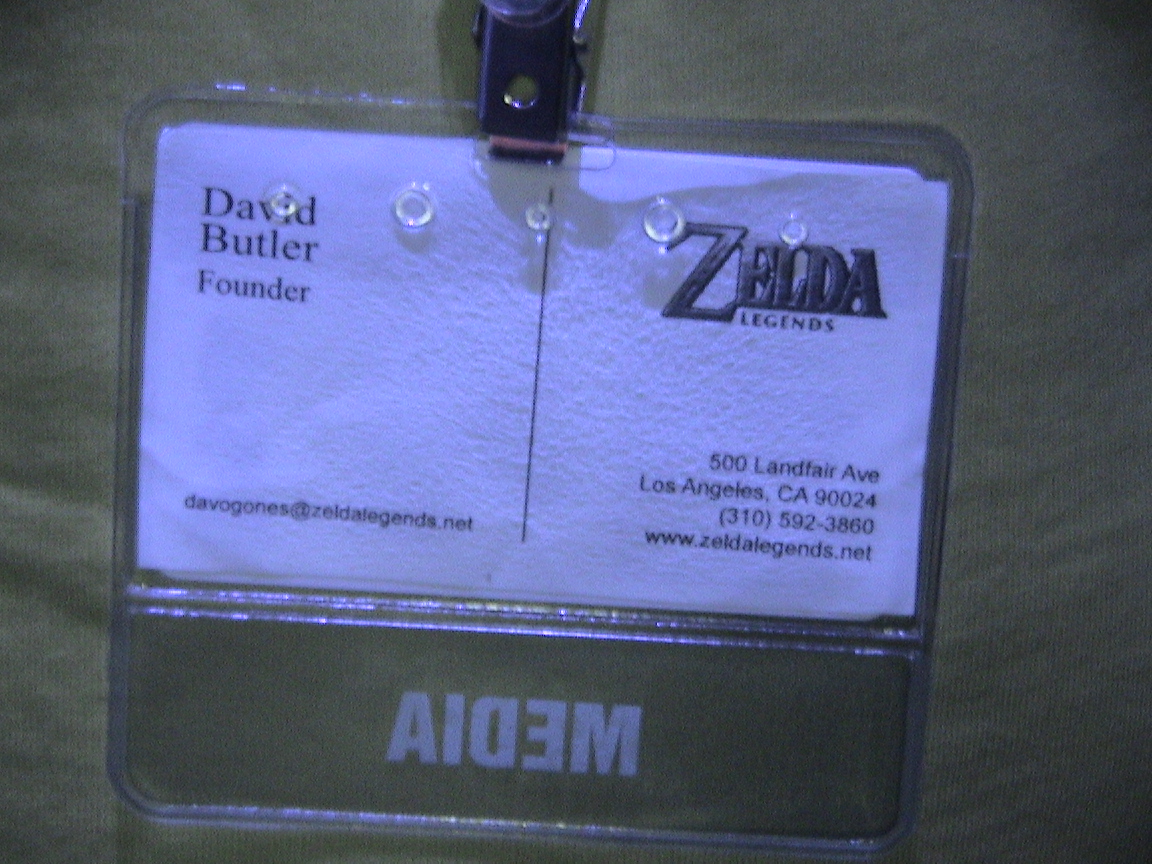 David
Butler
Founder
davogones@zeldalegends.net
ZELDA
LEGENDS
500 Landfair Ave
Los Angeles, CA 90024
(310) 592-3860
www.zeldalegends.net
MEDIA